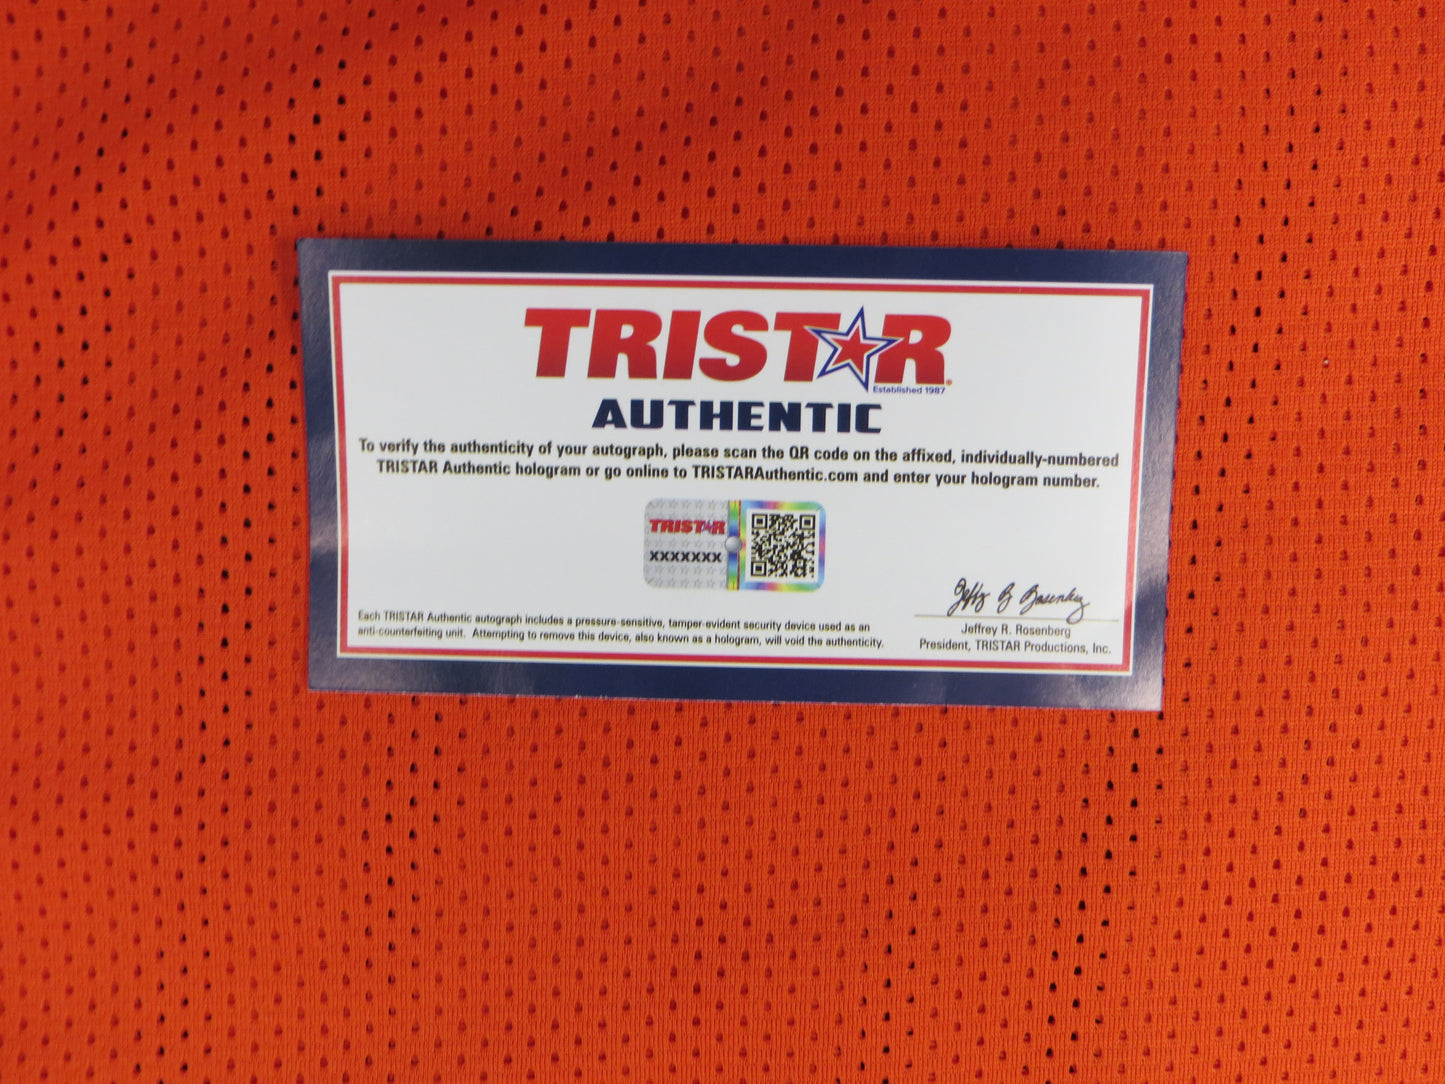 TRISTAR
Established 1987
AUTHENTIC
To verify the authenticity of your autograph, please scan the QR code on the affixed, individually-numbered
TRISTAR Authentic hologram or go online to TRISTARAuthentic.com and enter your hologram number.
TRISTAR
XXXXXXX
Each TRISTAR Authentic autograph includes a pressure-sensitive, tamper-evident security device used as an
anti-counterfeiting unit. Attempting to remove this device, also known as a hologram, will void the authenticity.
Jeffrey R. Rosenberg
Jeffrey R. Rosenberg
President, TRISTAR Productions, Inc.